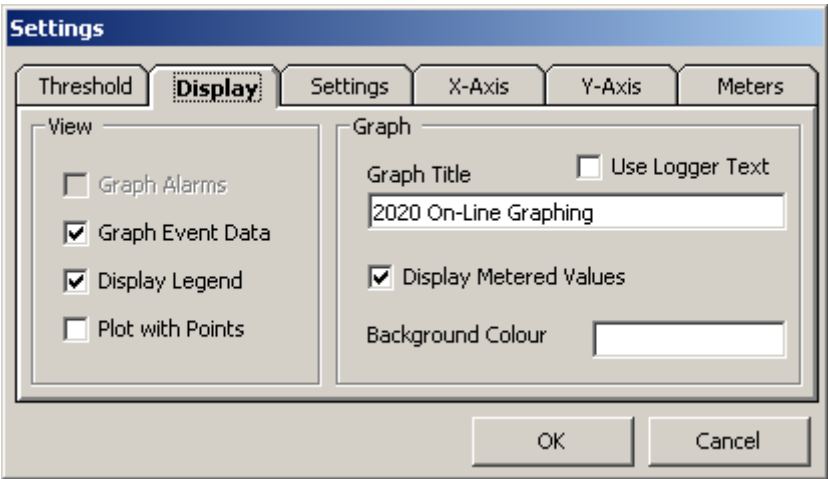 Settings
Threshold Display Settings X-Axis Y-Axis Meters
View
Graph Alarms
Graph Event Data
Display Legend
Plot with Points
Graph
Graph Title Use Logger Text
2020 On-Line Graphing
Display Metered Values
Background Colour
OK Cancel